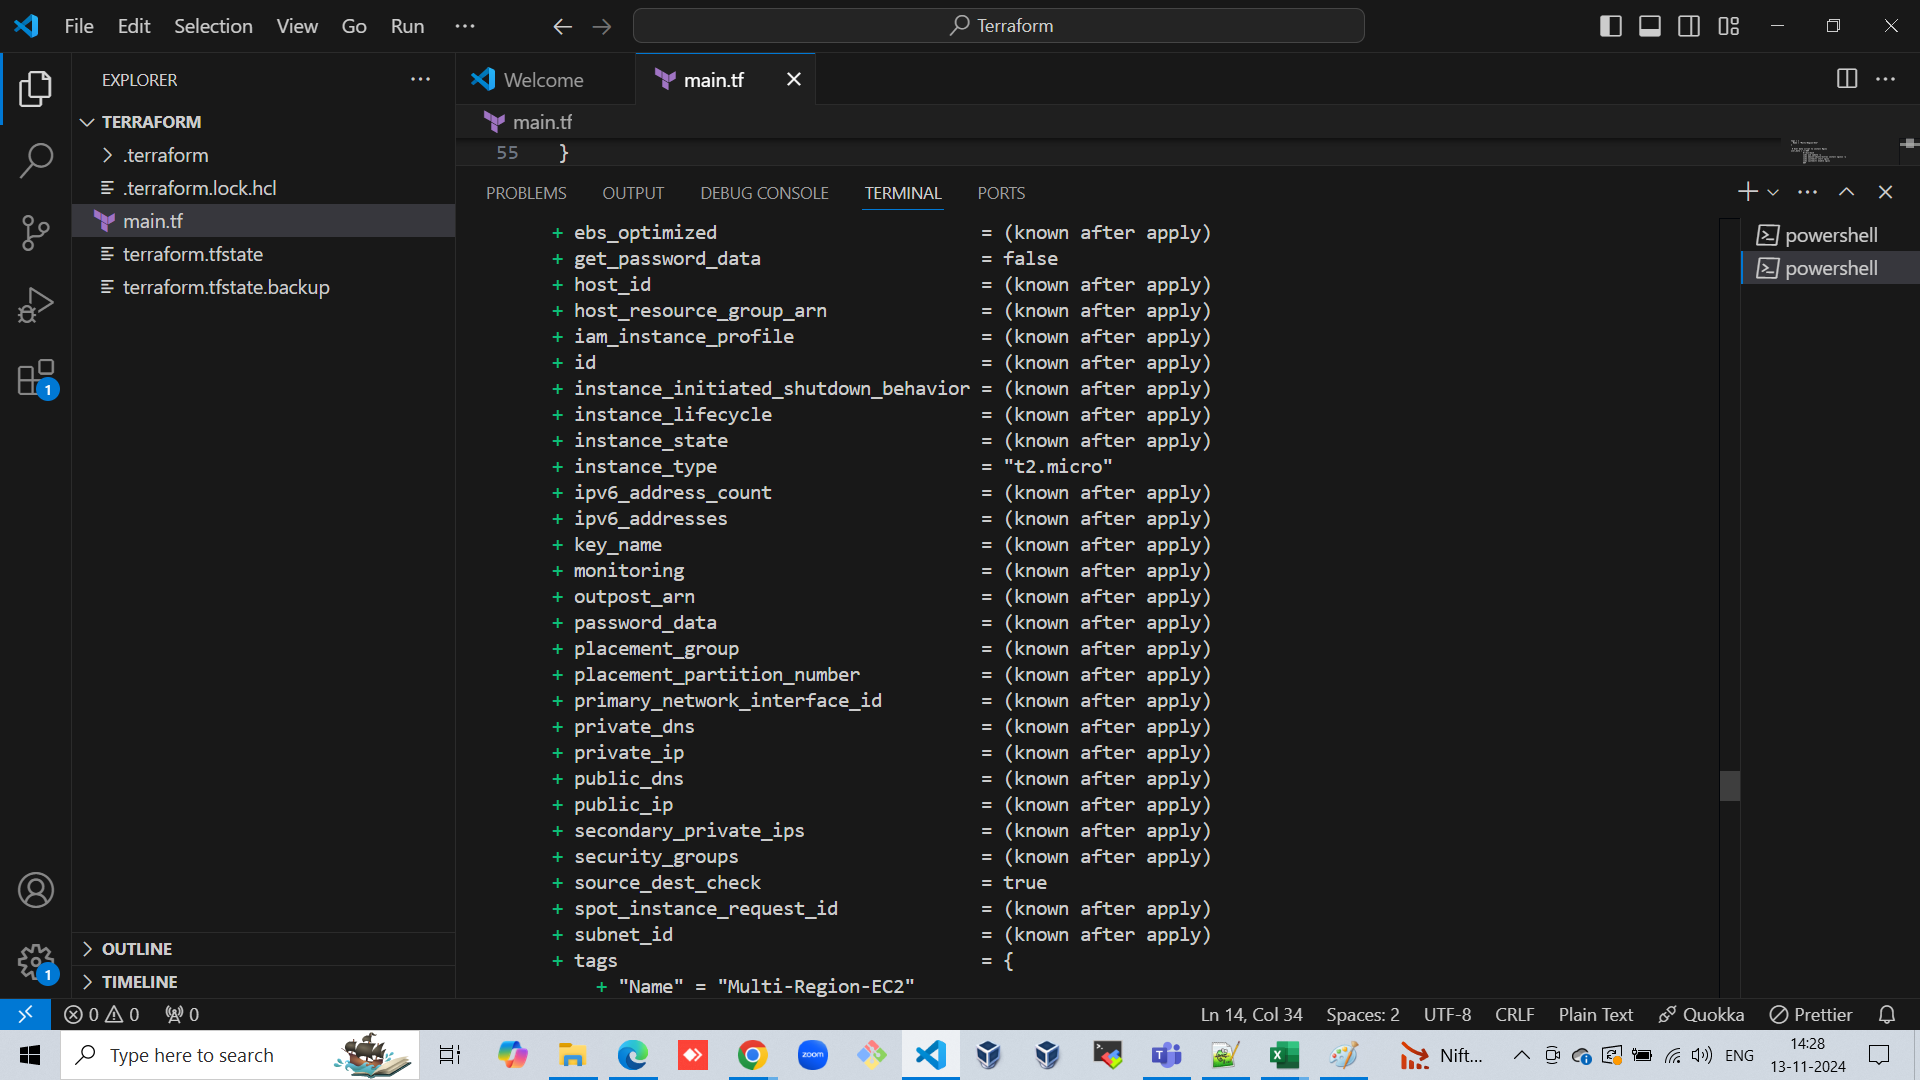 File Edit Selection View Go Run ··· Terraform
EXPLORER ···
TERRAFORM
.terraform
.terraform.lock.hcl
main.tf
terraform.tfstate
terraform.tfstate.backup
OUTLINE
TIMELINE
1
1
Welcome main.tf
main.tf
55 }
PROBLEMS OUTPUT DEBUG CONSOLE TERMINAL PORTS
+ ebs_optimized = (known after apply)
+ get_password_data = false
+ host_id = (known after apply)
+ host_resource_group_arn = (known after apply)
+ iam_instance_profile = (known after apply)
+ id = (known after apply)
+ instance_initiated_shutdown_behavior = (known after apply)
+ instance_lifecycle = (known after apply)
+ instance_state = (known after apply)
+ instance_type = "t2.micro"
+ ipv6_address_count = (known after apply)
+ ipv6_addresses = (known after apply)
+ key_name = (known after apply)
+ monitoring = (known after apply)
+ outpost_arn = (known after apply)
+ password_data = (known after apply)
+ placement_group = (known after apply)
+ placement_partition_number = (known after apply)
+ primary_network_interface_id = (known after apply)
+ private_dns = (known after apply)
+ private_ip = (known after apply)
+ public_dns = (known after apply)
+ public_ip = (known after apply)
+ secondary_private_ips = (known after apply)
+ security_groups = (known after apply)
+ source_dest_check = true
+ spot_instance_request_id = (known after apply)
+ subnet_id = (known after apply)
+ tags = {
+ "Name" = "Multi-Region-EC2"
powershell
powershell
0 0 0 Ln 14, Col 34 Spaces: 2 UTF-8 CRLF Plain Text Quokka Prettier
Type here to search zoom Nift... ENG 14:28
13-11-2024